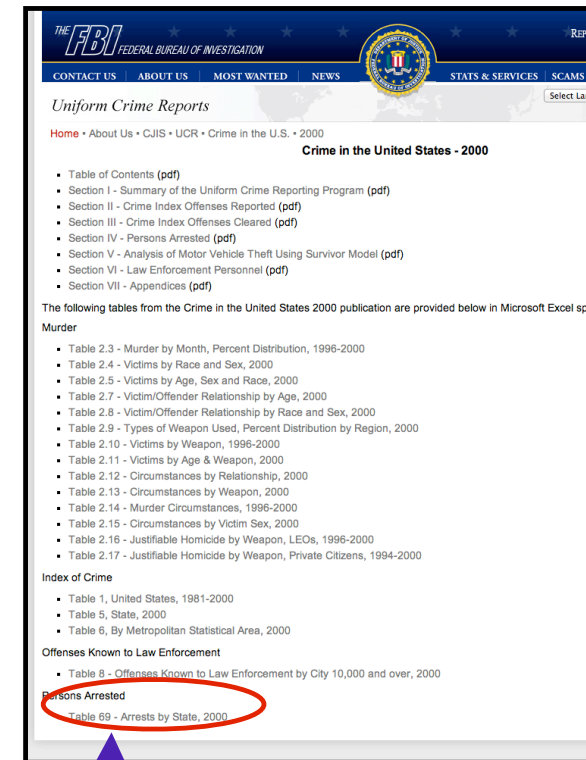 THE FBI FEDERAL BUREAU OF INVESTIGATION
CONTACT US | ABOUT US | MOST WANTED | NEWS | STATS & SERVICES | SCAMS
Uniform Crime Reports
Home • About Us • CJIS • UCR • Crime in the U.S. • 2000
Crime in the United States - 2000
Table of Contents (pdf)
Section I - Summary of the Uniform Crime Reporting Program (pdf)
Section II - Crime Index Offenses Reported (pdf)
Section III - Crime Index Offenses Cleared (pdf)
Section IV - Persons Arrested (pdf)
Section V - Analysis of Motor Vehicle Theft Using Survivor Model (pdf)
Section VI - Law Enforcement Personnel (pdf)
Section VII - Appendices (pdf)
The following tables from the Crime in the United States 2000 publication are provided below in Microsoft Excel sp
Murder
Table 2.3 - Murder by Month, Percent Distribution, 1996-2000
Table 2.4 - Victims by Race and Sex, 2000
Table 2.5 - Victims by Age, Sex and Race, 2000
Table 2.7 - Victim/Offender Relationship by Age, 2000
Table 2.8 - Victim/Offender Relationship by Race and Sex, 2000
Table 2.9 - Types of Weapon Used, Percent Distribution by Region, 2000
Table 2.10 - Victims by Weapon, 1996-2000
Table 2.11 - Victims by Age & Weapon, 2000
Table 2.12 - Circumstances by Relationship, 2000
Table 2.13 - Circumstances by Weapon, 2000
Table 2.14 - Murder Circumstances, 1996-2000
Table 2.15 - Circumstances by Victim Sex, 2000
Table 2.16 - Justifiable Homicide by Weapon, LEOs, 1996-2000
Table 2.17 - Justifiable Homicide by Weapon, Private Citizens, 1994-2000
Index of Crime
Table 1, United States, 1981-2000
Table 5, State, 2000
Table 6, By Metropolitan Statistical Area, 2000
Offenses Known to Law Enforcement
Table 8 - Offenses Known to Law Enforcement by City 10,000 and over, 2000
Persons Arrested
Table 69 - Arrests by State, 2000